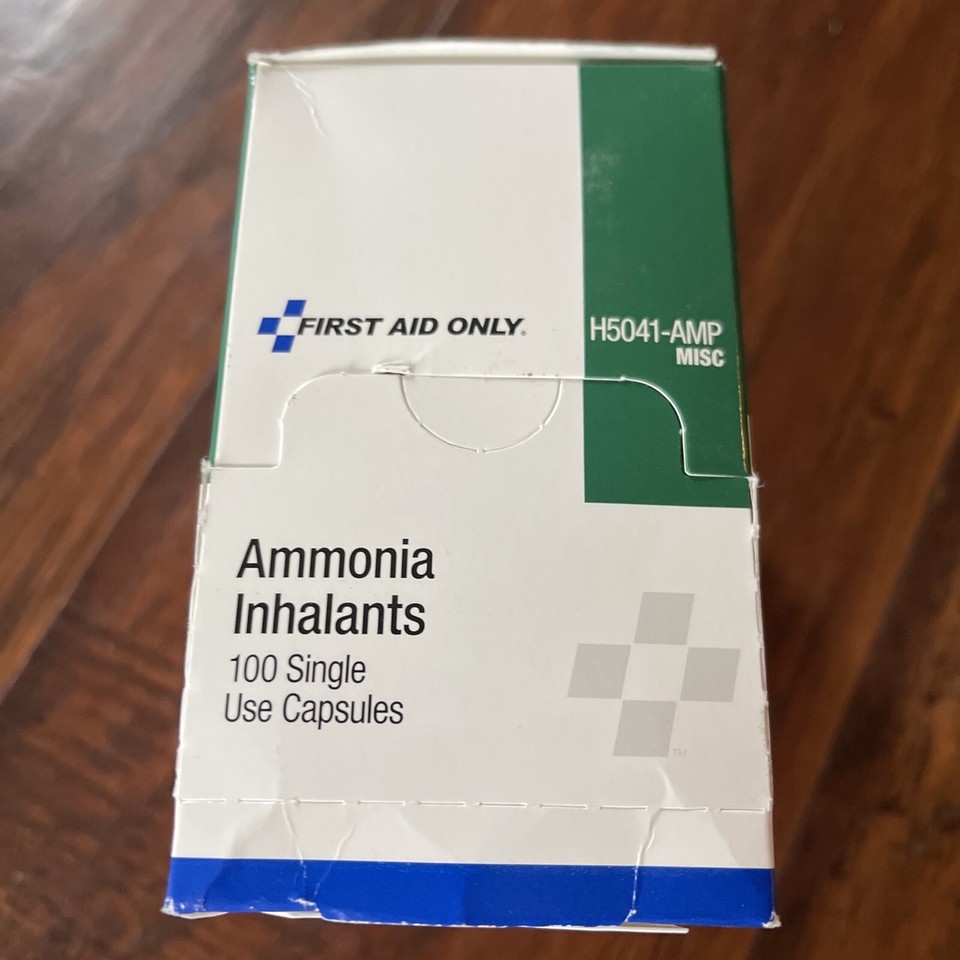 FIRST AID ONLY®
H5041-AMP
MISC
Ammonia
Inhalants
100 Single
Use Capsules
TM